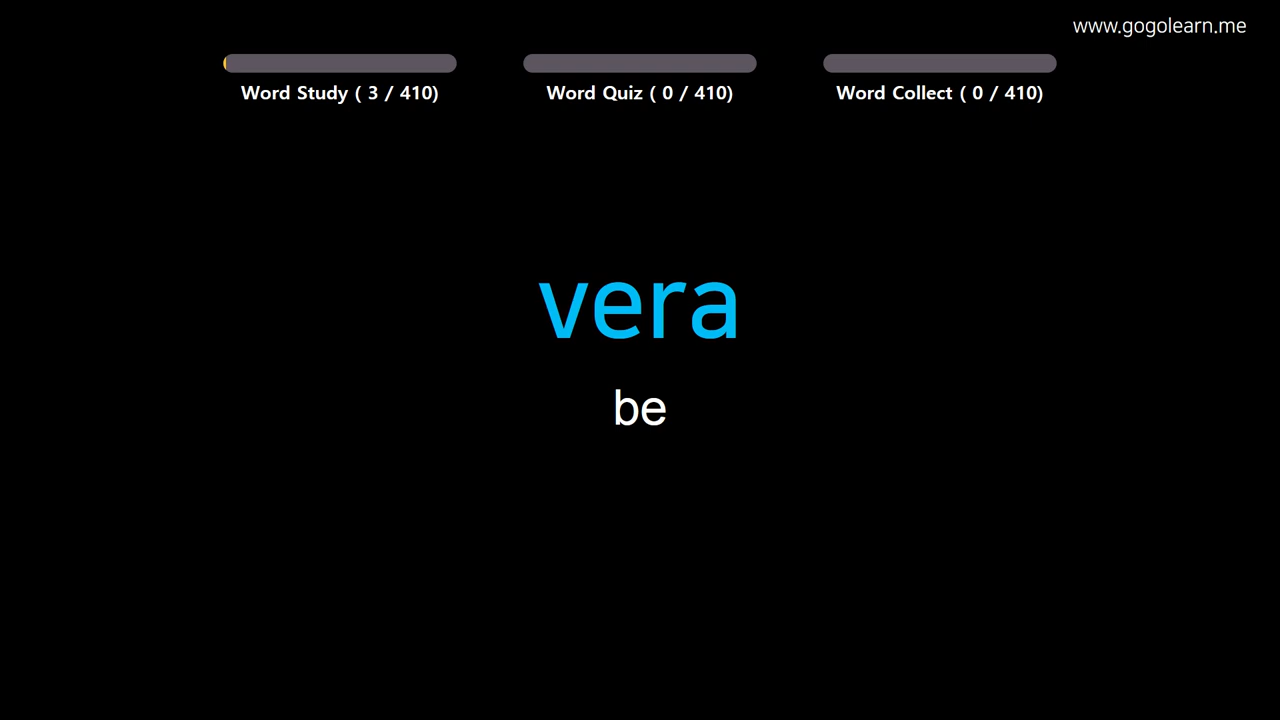 www.gogolearn.me
Word Study ( 3 / 410)
Word Quiz ( 0 / 410)
Word Collect ( 0 / 410)
vera
be